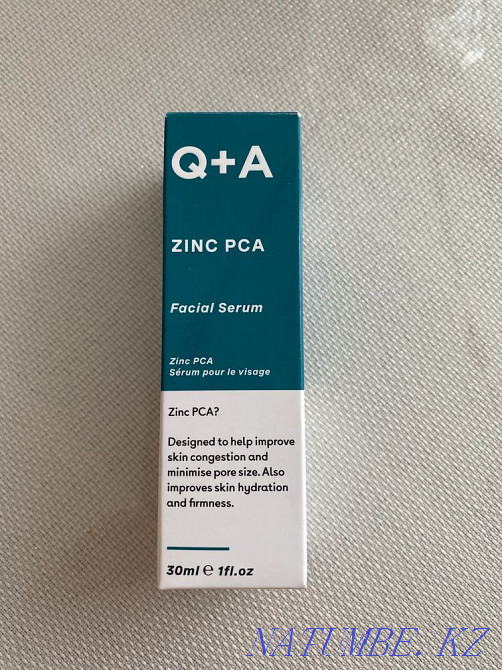 Q+A
ZINC PCA
Facial Serum
Zinc PCA
Sérum pour le visage
Zinc PCA?
Designed to help improve
skin congestion and
minimise pore size. Also
improves skin hydration
and firmness.
30ml ℮ 1fl.oz
NATUMBE. KZ